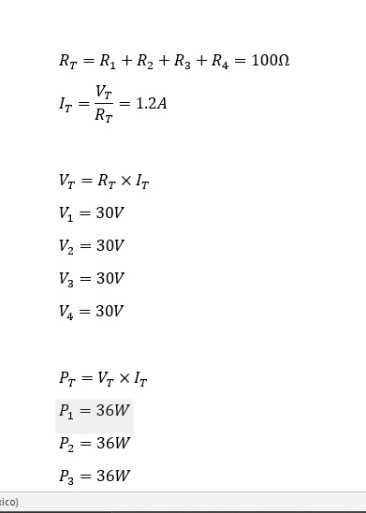 R_T = R_1 + R_2 + R_3 + R_4 = 100Ω
I_T = V_T/R_T = 1.2A
V_T = R_T × I_T
V_1 = 30V
V_2 = 30V
V_3 = 30V
V_4 = 30V
P_T = V_T × I_T
P_1 = 36W
P_2 = 36W
P_3 = 36W